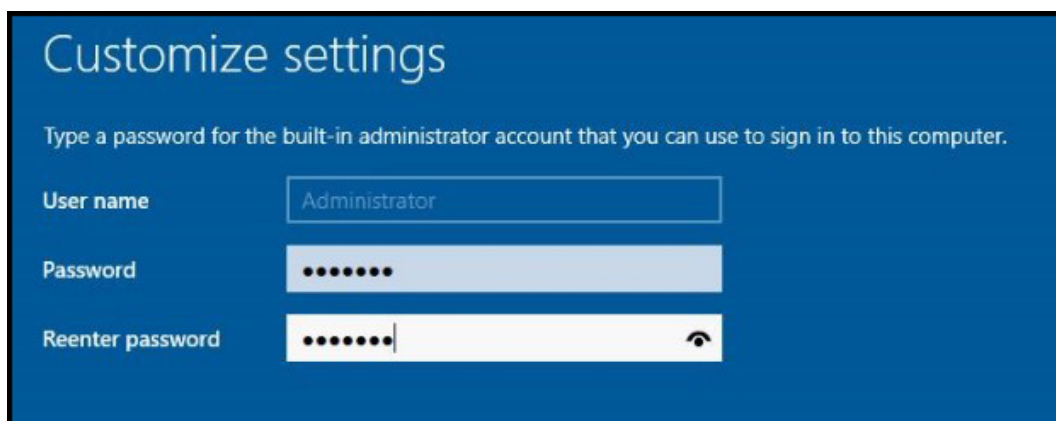 Customize settings
Type a password for the built-in administrator account that you can use to sign in to this computer.
User name Administrator
Password •••••••
Reenter password •••••••